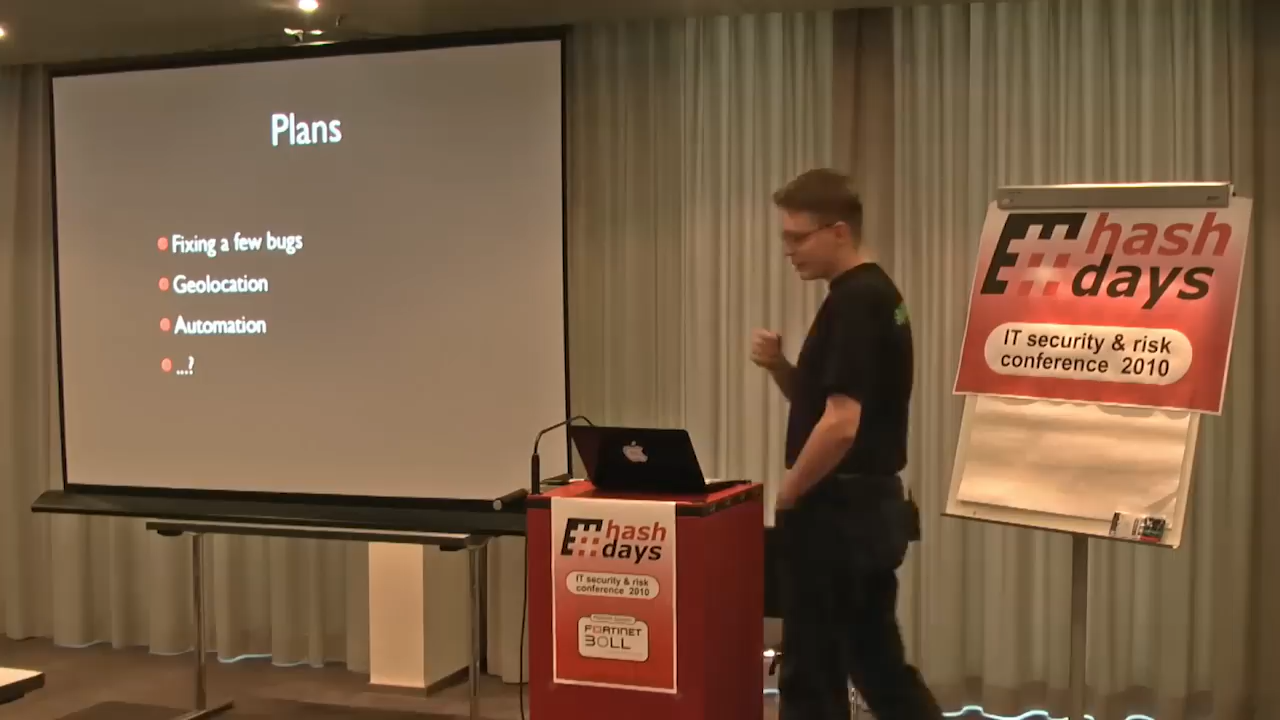 Plans
Fixing a few bugs
Geolocation
Automation
...?
hash
days
IT security & risk
conference 2010
hash
days
IT security & risk
conference 2010
FORTINET
BOLL